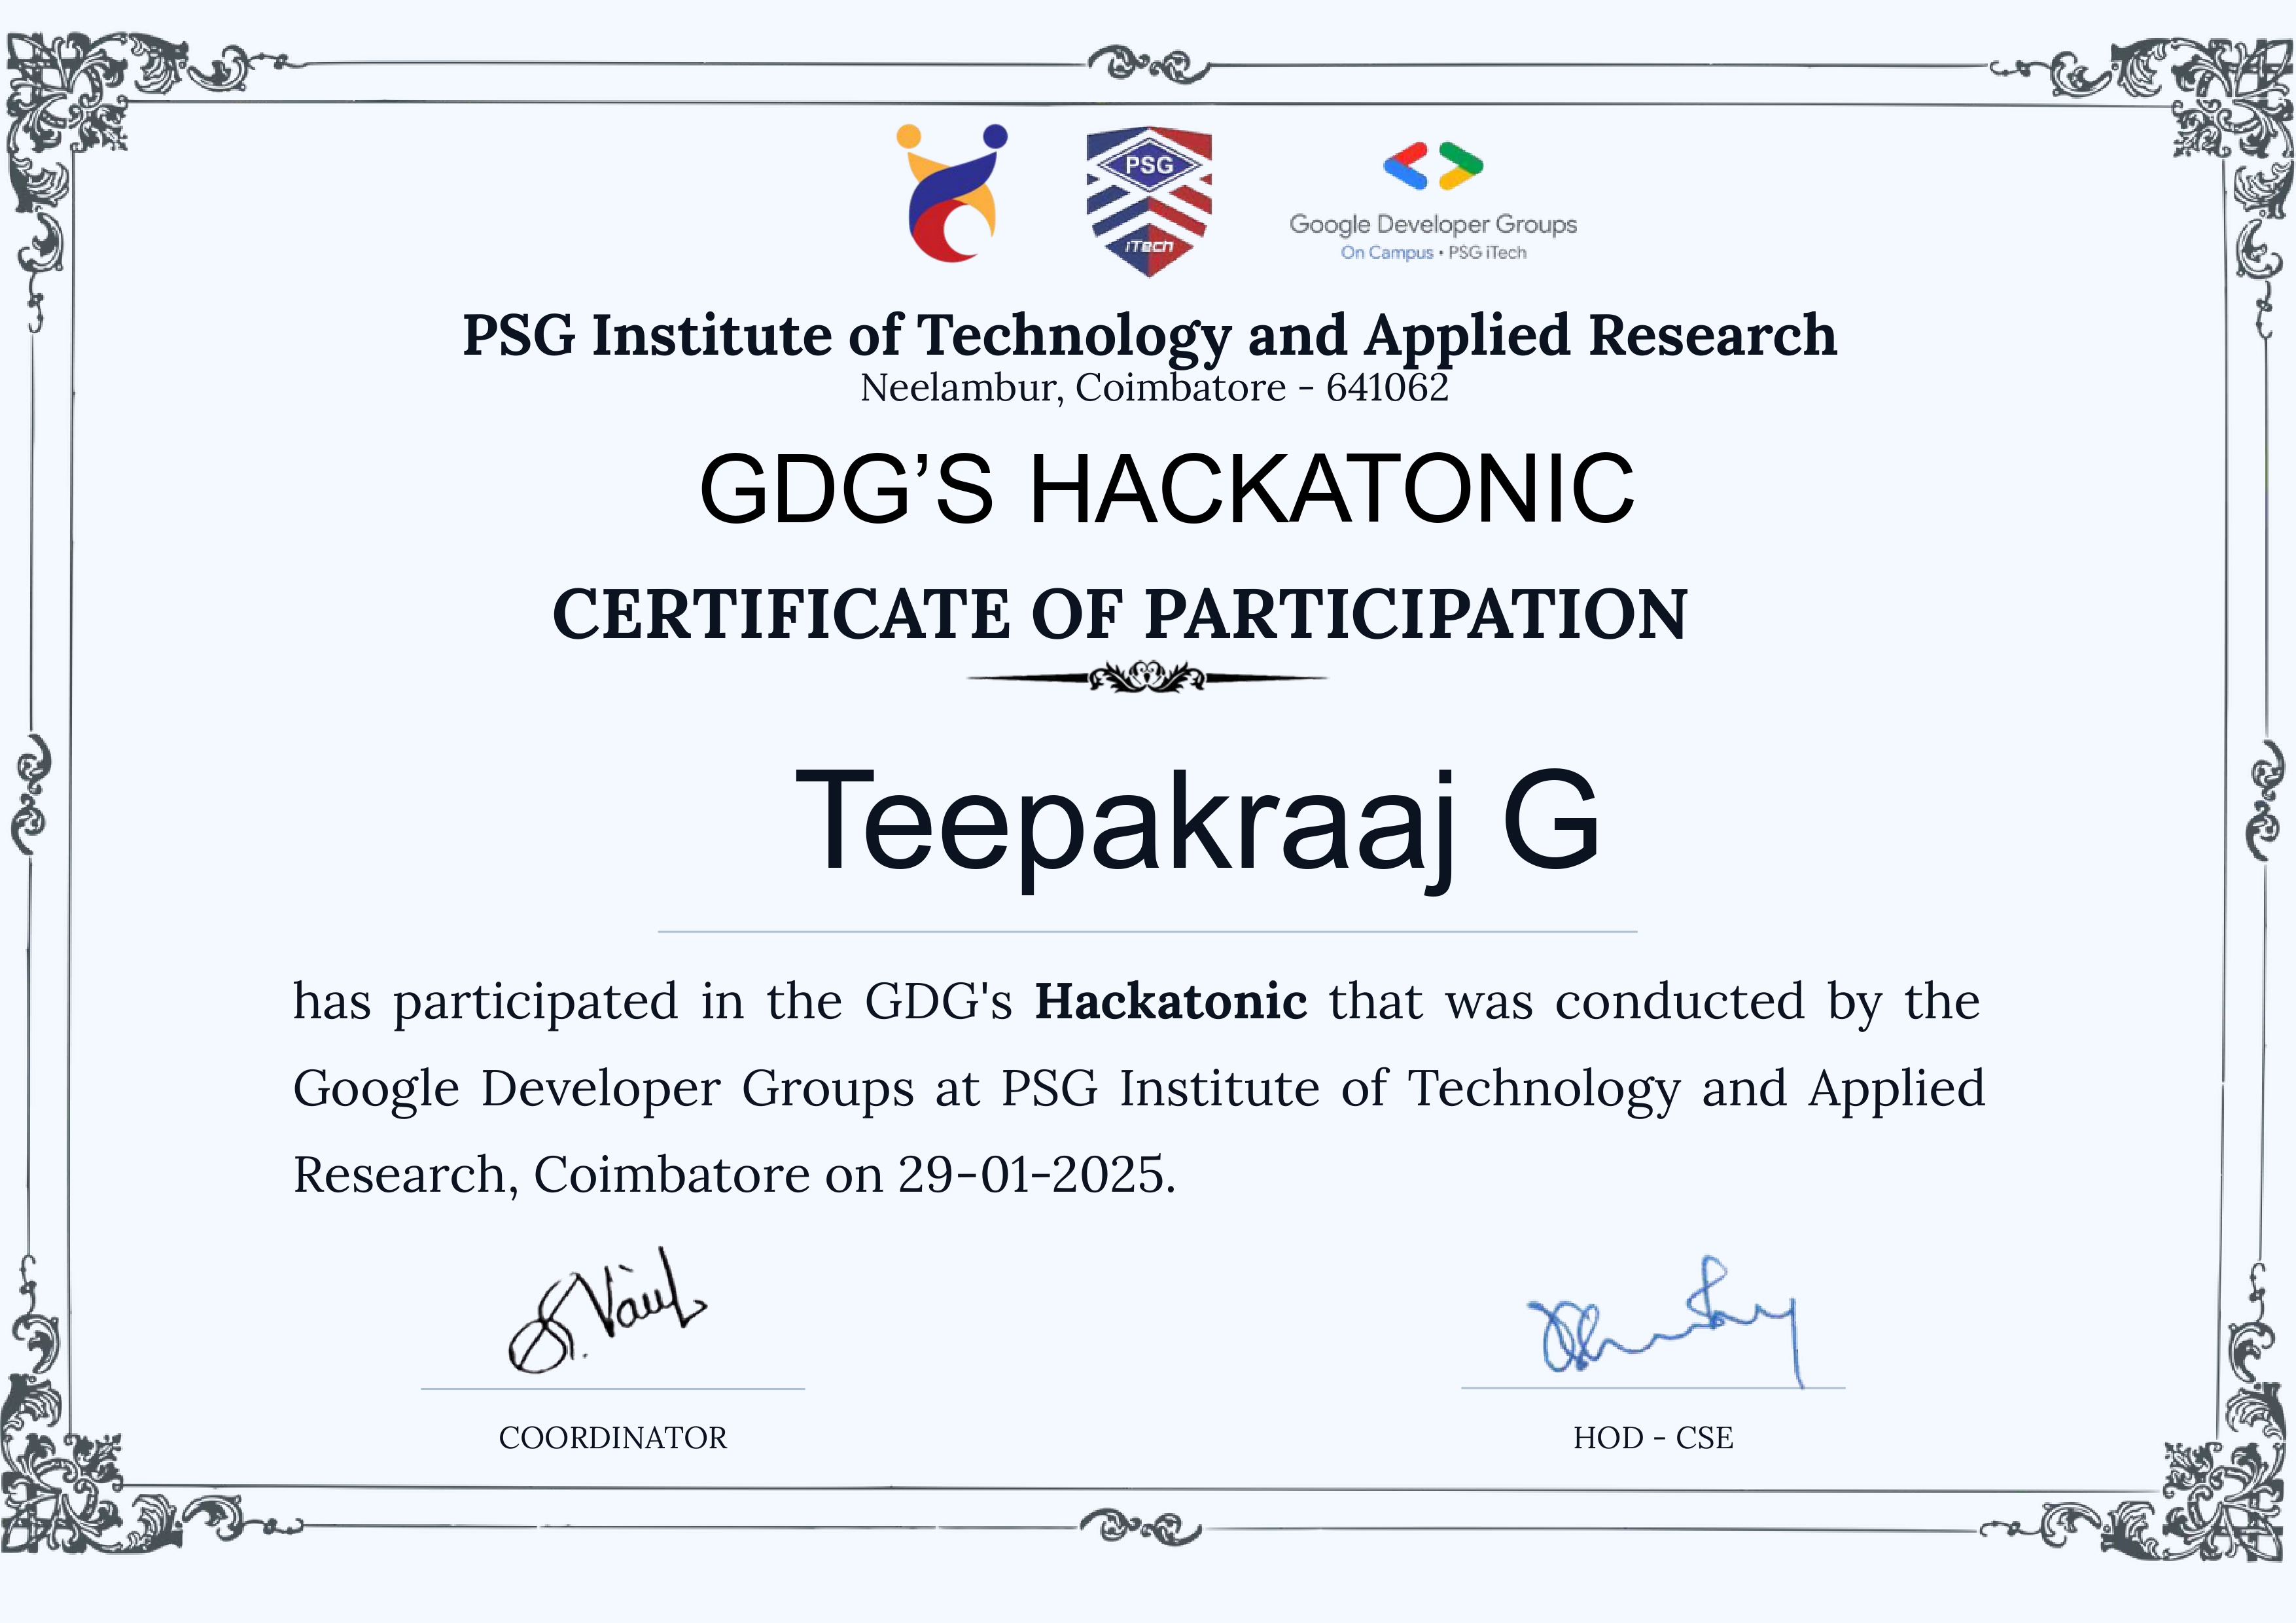 PSG
iTech
Google Developer Groups
On Campus • PSG iTech
PSG Institute of Technology and Applied Research
Neelambur, Coimbatore - 641062
GDG’S HACKATONIC
CERTIFICATE OF PARTICIPATION
Teepakraaj G
has participated in the GDG's Hackatonic that was conducted by the
Google Developer Groups at PSG Institute of Technology and Applied
Research, Coimbatore on 29-01-2025.
COORDINATOR
HOD - CSE